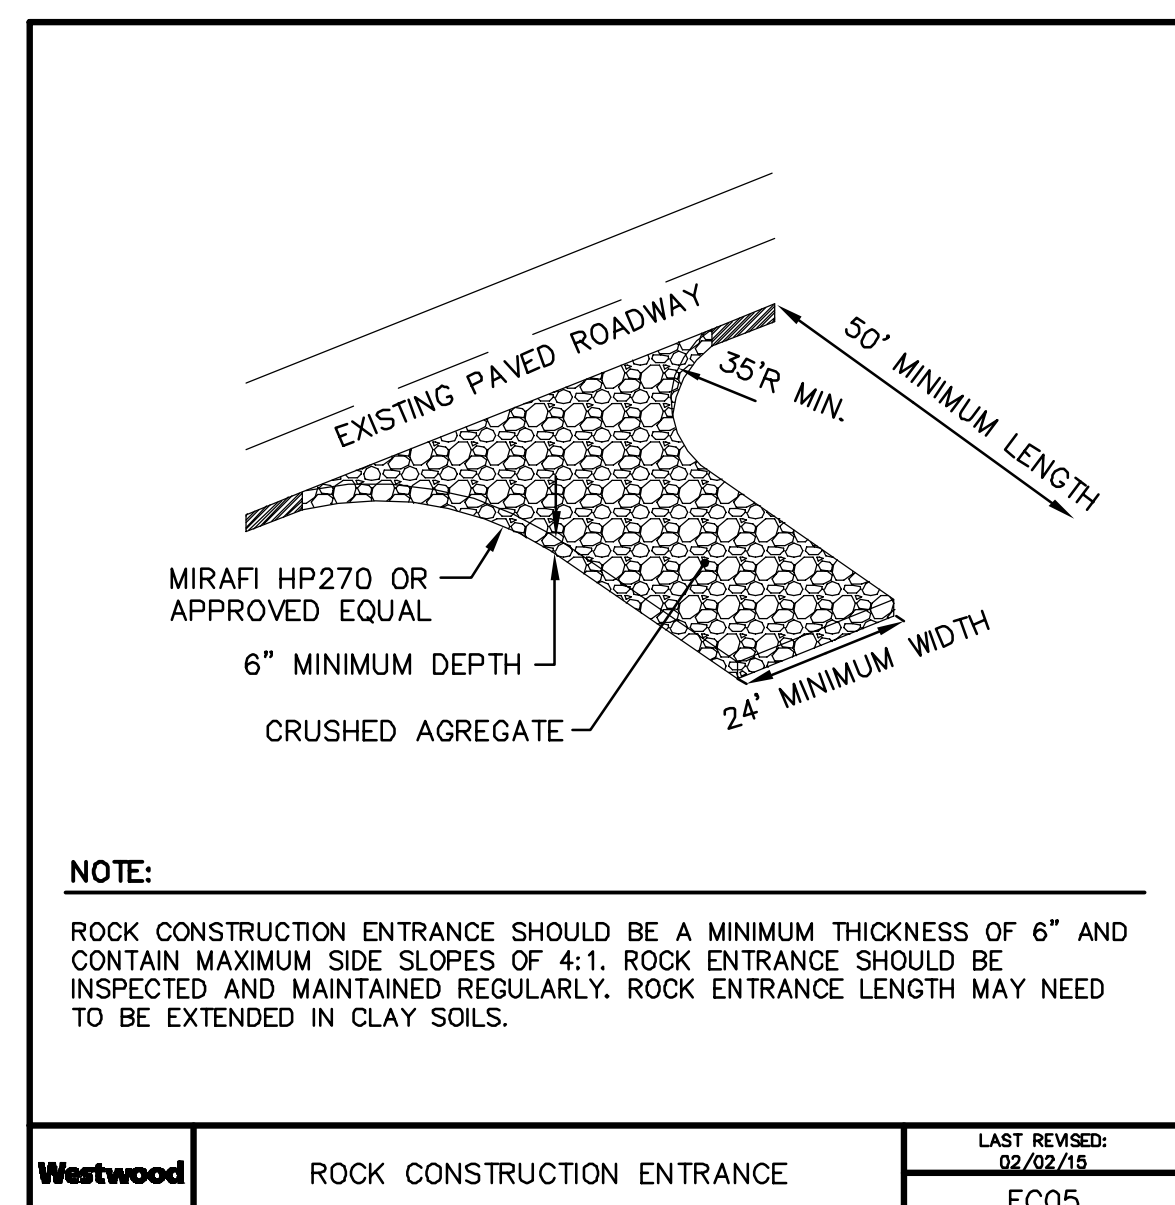 EXISTING PAVED ROADWAY
35'R MIN.
50' MINIMUM LENGTH
MIRAFI HP270 OR
APPROVED EQUAL
6" MINIMUM DEPTH
CRUSHED AGREGATE
24' MINIMUM WIDTH
NOTE:
ROCK CONSTRUCTION ENTRANCE SHOULD BE A MINIMUM THICKNESS OF 6" AND
CONTAIN MAXIMUM SIDE SLOPES OF 4:1. ROCK ENTRANCE SHOULD BE
INSPECTED AND MAINTAINED REGULARLY. ROCK ENTRANCE LENGTH MAY NEED
TO BE EXTENDED IN CLAY SOILS.
Westwood
ROCK CONSTRUCTION ENTRANCE
LAST REVISED:
02/02/15
EC05